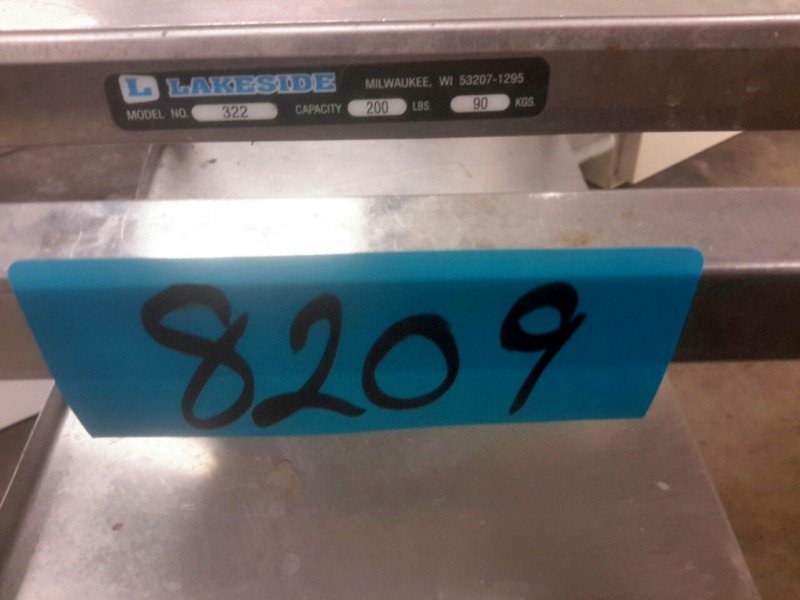 L LAKESIDE MILWAUKEE, WI 53207-1295
MODEL NO. 322 CAPACITY 200 LBS. 90 KGS.
8209